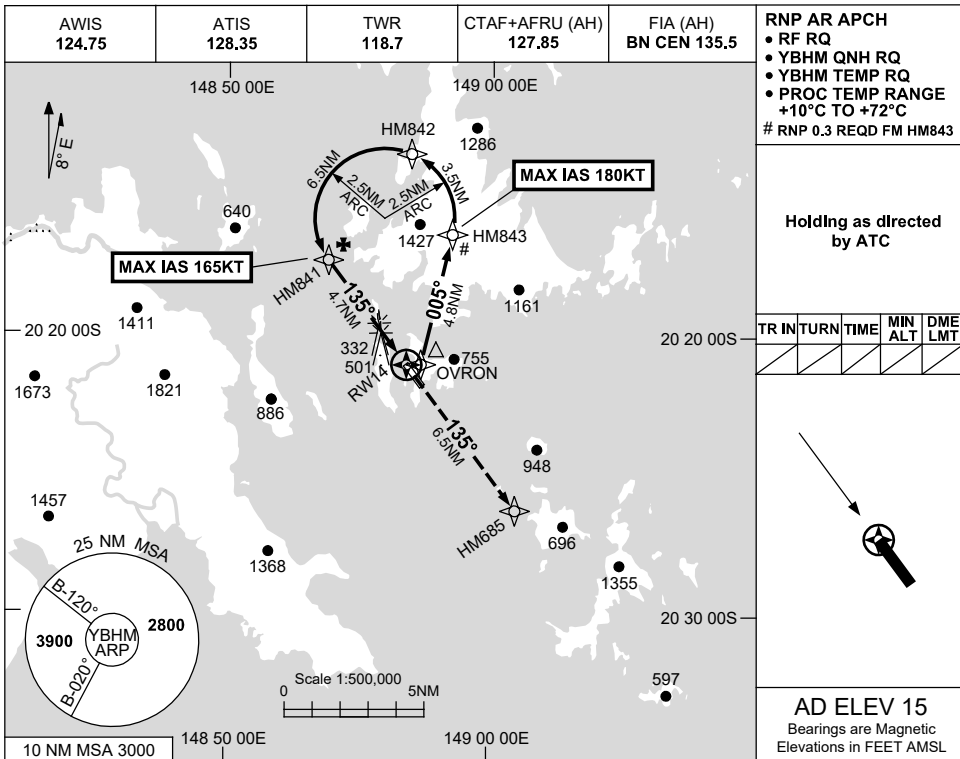 AWIS
124.75
ATIS
128.35
TWR
118.7
CTAF+AFRU (AH)
127.85
FIA (AH)
BN CEN 135.5
RNP AR APCH
• RF RQ
• YBHM QNH RQ
• YBHM TEMP RQ
• PROC TEMP RANGE
+10°C TO +72°C
# RNP 0.3 REQD FM HM843
Holding as directed
by ATC
TR IN
TURN
TIME
MIN
ALT
DME
LMT
148 50 00E
149 00 00E
8° E
HM842
1286
6.5NM
3.5NM
2.5NM
ARC
2.5NM
ARC
MAX IAS 180KT
640
1427
HM843
#
MAX IAS 165KT
HM841
135°
4.7NM
005°
4.8NM
1161
1411
20 20 00S
20 20 00S
332
501
RW14
755
OVRON
1673
1821
886
135°
6.5NM
948
1457
HM685
696
25 NM MSA
1368
1355
B-120°
3900
YBHM
ARP
2800
B-020°
20 30 00S
Scale 1:500,000
0
5NM
597
10 NM MSA 3000
148 50 00E
149 00 00E
AD ELEV 15
Bearings are Magnetic
Elevations in FEET AMSL